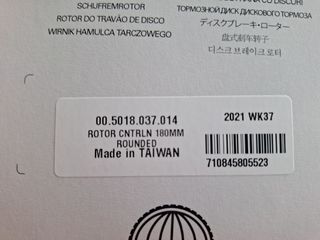 SCHIJFREMROTOR
ROTOR DO TRAVÃO DE DISCO
WIRNIK HAMULCA TARCZOWEGO
ТОРМОЗНОЙ ДИСК ДИСКОВОГО ТОРМОЗА
ディスクブレーキ・ローター
盘式刹车转子
디스크 브레이크 로터
00.5018.037.014
2021 WK37
ROTOR CNTRLN 180MM
ROUNDED
Made in TAIWAN
710845805523